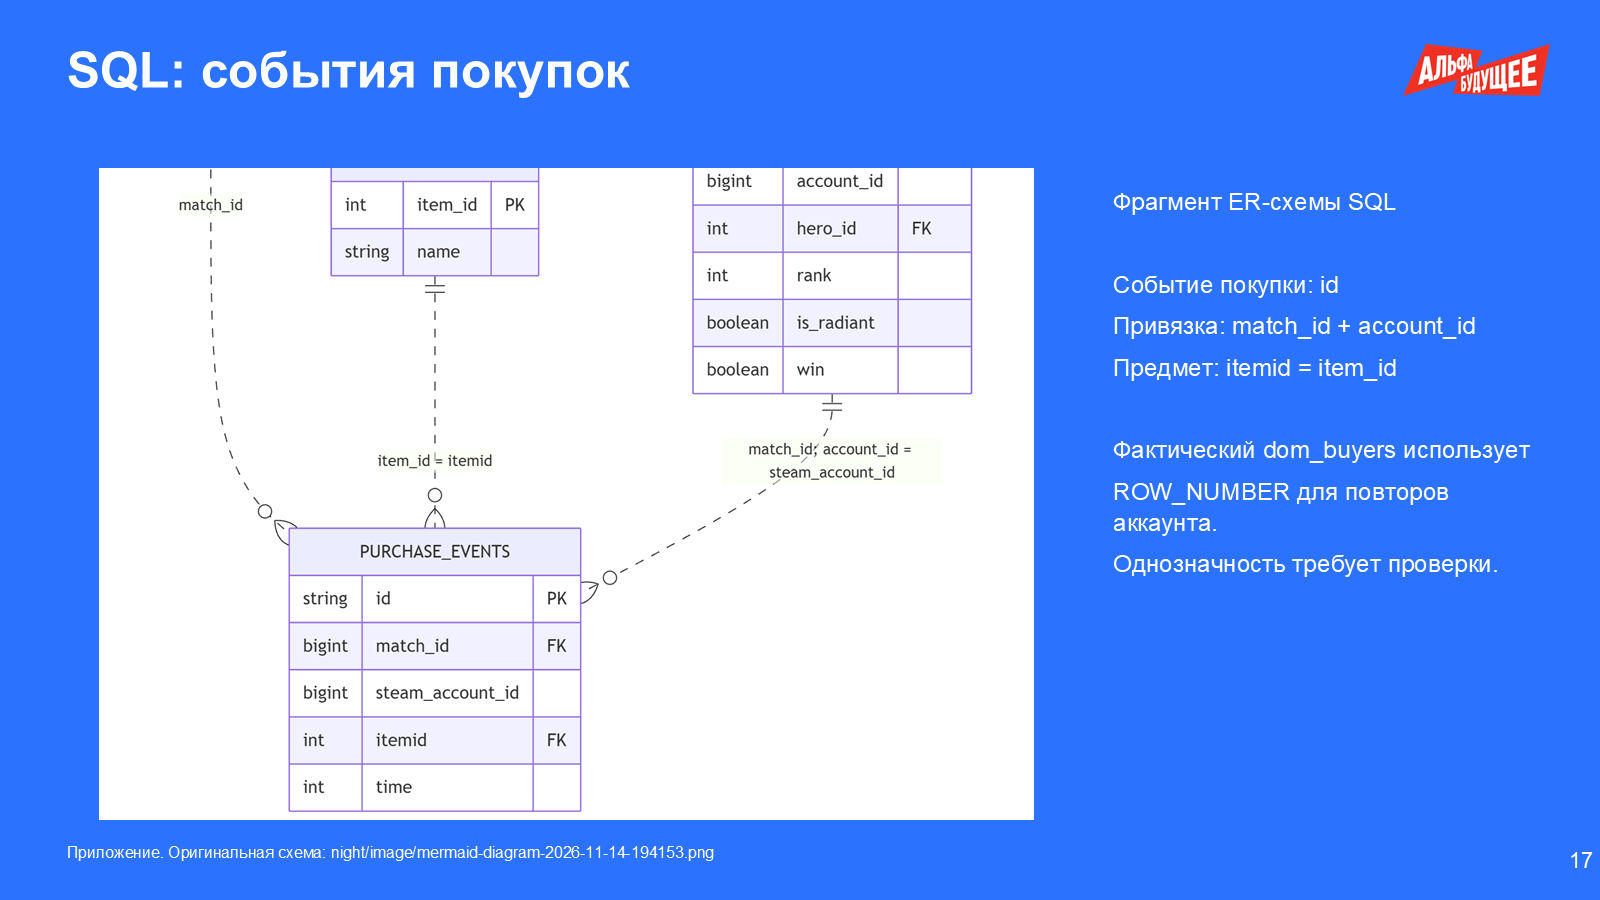 SQL: события покупок
АЛЬФА
БУДУЩЕЕ
match_id
int item_id PK
string name
bigint account_id
int hero_id FK
int rank
boolean is_radiant
boolean win
item_id = itemid
match_id; account_id =
steam_account_id
PURCHASE_EVENTS
string id PK
bigint match_id FK
bigint steam_account_id
int itemid FK
int time
Фрагмент ER-схемы SQL
Событие покупки: id
Привязка: match_id + account_id
Предмет: itemid = item_id
Фактический dom_buyers использует
ROW_NUMBER для повторов
аккаунта.
Однозначность требует проверки.
Приложение. Оригинальная схема: night/image/mermaid-diagram-2026-11-14-194153.png
17